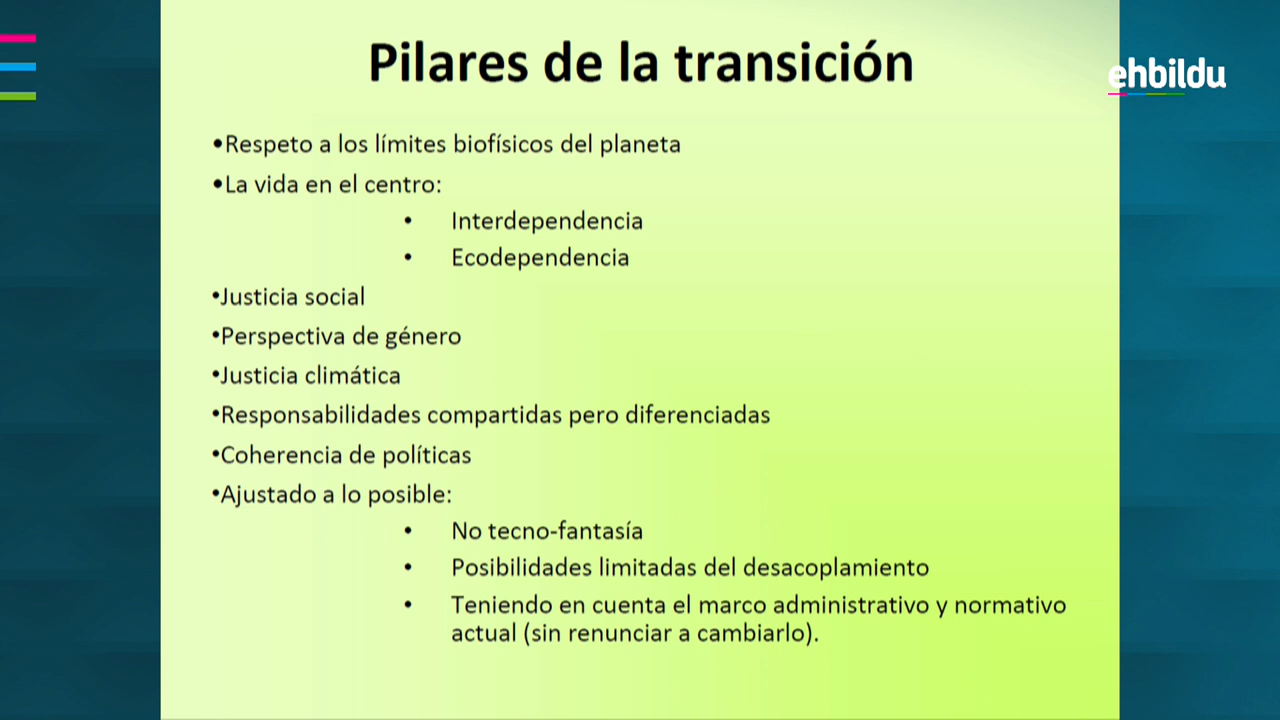 Pilares de la transición
ehbildu
•Respeto a los límites biofísicos del planeta
•La vida en el centro:
• Interdependencia
• Ecodependencia
•Justicia social
•Perspectiva de género
•Justicia climática
•Responsabilidades compartidas pero diferenciadas
•Coherencia de políticas
•Ajustado a lo posible:
• No tecno-fantasía
• Posibilidades limitadas del desacoplamiento
• Teniendo en cuenta el marco administrativo y normativo
actual (sin renunciar a cambiarlo).